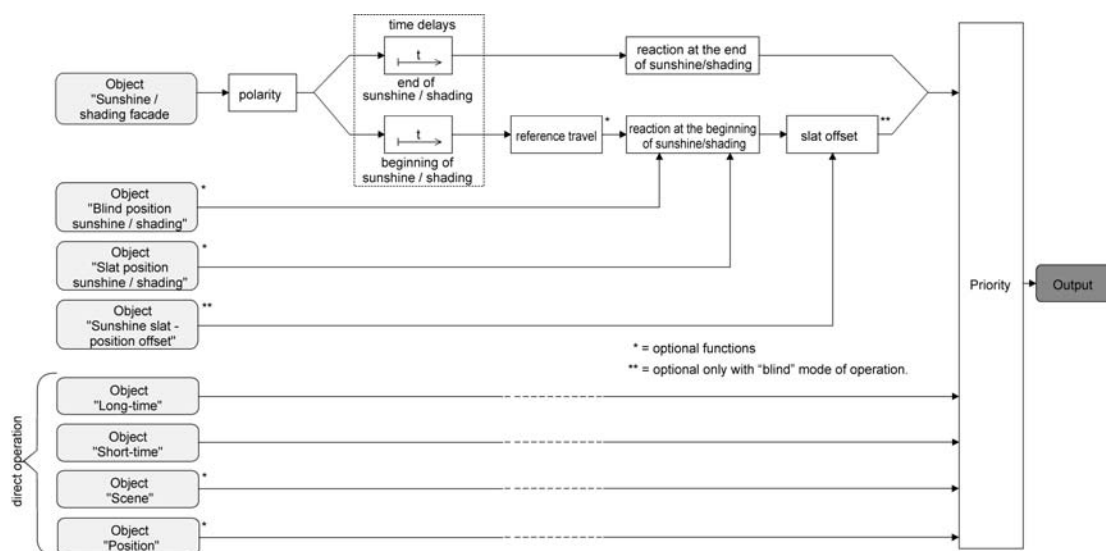 time delays
t
end of
sunshine / shading
reaction at the end
of sunshine/shading
Object
"Sunshine /
shading facade
polarity
t
beginning of
sunshine / shading
reference travel
*
reaction at the beginning
of sunshine/shading
slat offset
**
Object
"Blind position
sunshine / shading"
*
Object
"Slat position
sunshine / shading"
*
Object
"Sunshine slat -
position offset"
**
* = optional functions
** = optional only with “blind” mode of operation.
Priority
Output
direct operation
Object
"Long-time"
Object
"Short-time"
Object
"Scene"
*
Object
"Position"
*